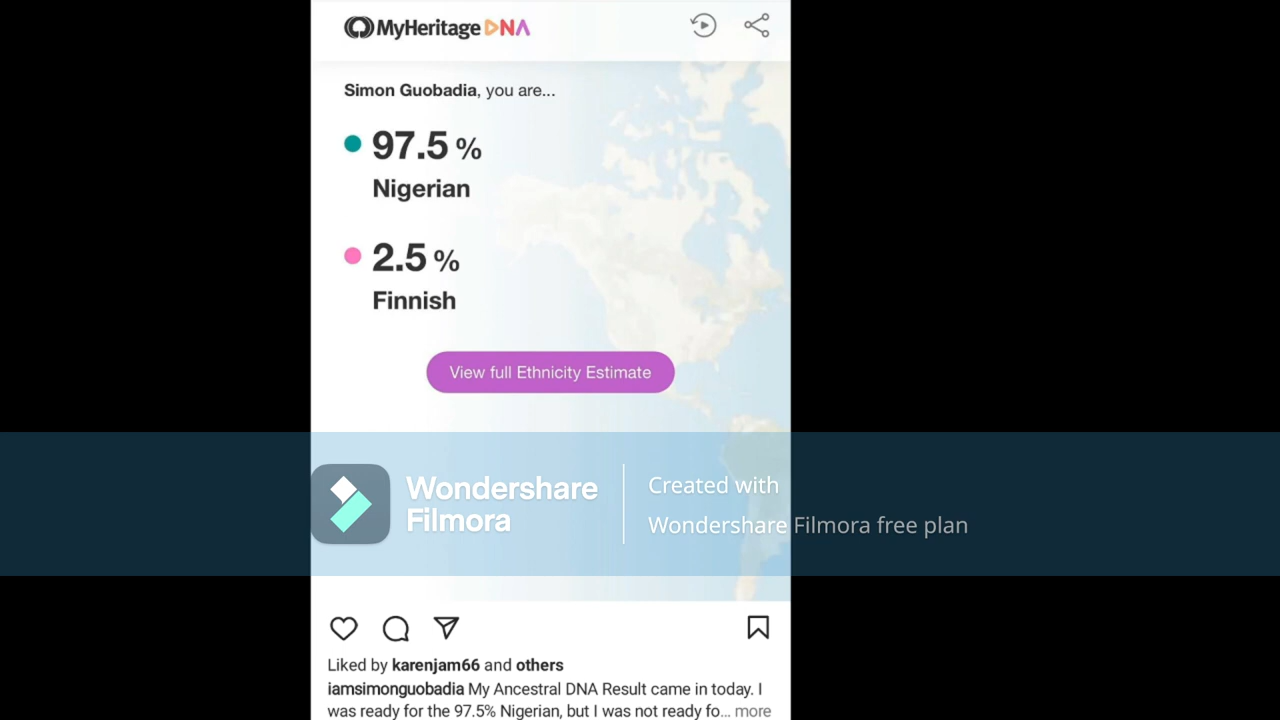 MyHeritage DNA
Simon Guobadia, you are...
97.5 %
Nigerian
2.5 %
Finnish
View full Ethnicity Estimate
Wondershare
Filmora
Created with
Wondershare Filmora free plan
Liked by karenjam66 and others
iamsimonguobadia My Ancestral DNA Result came in today. I
was ready for the 97.5% Nigerian, but I was not ready fo... more